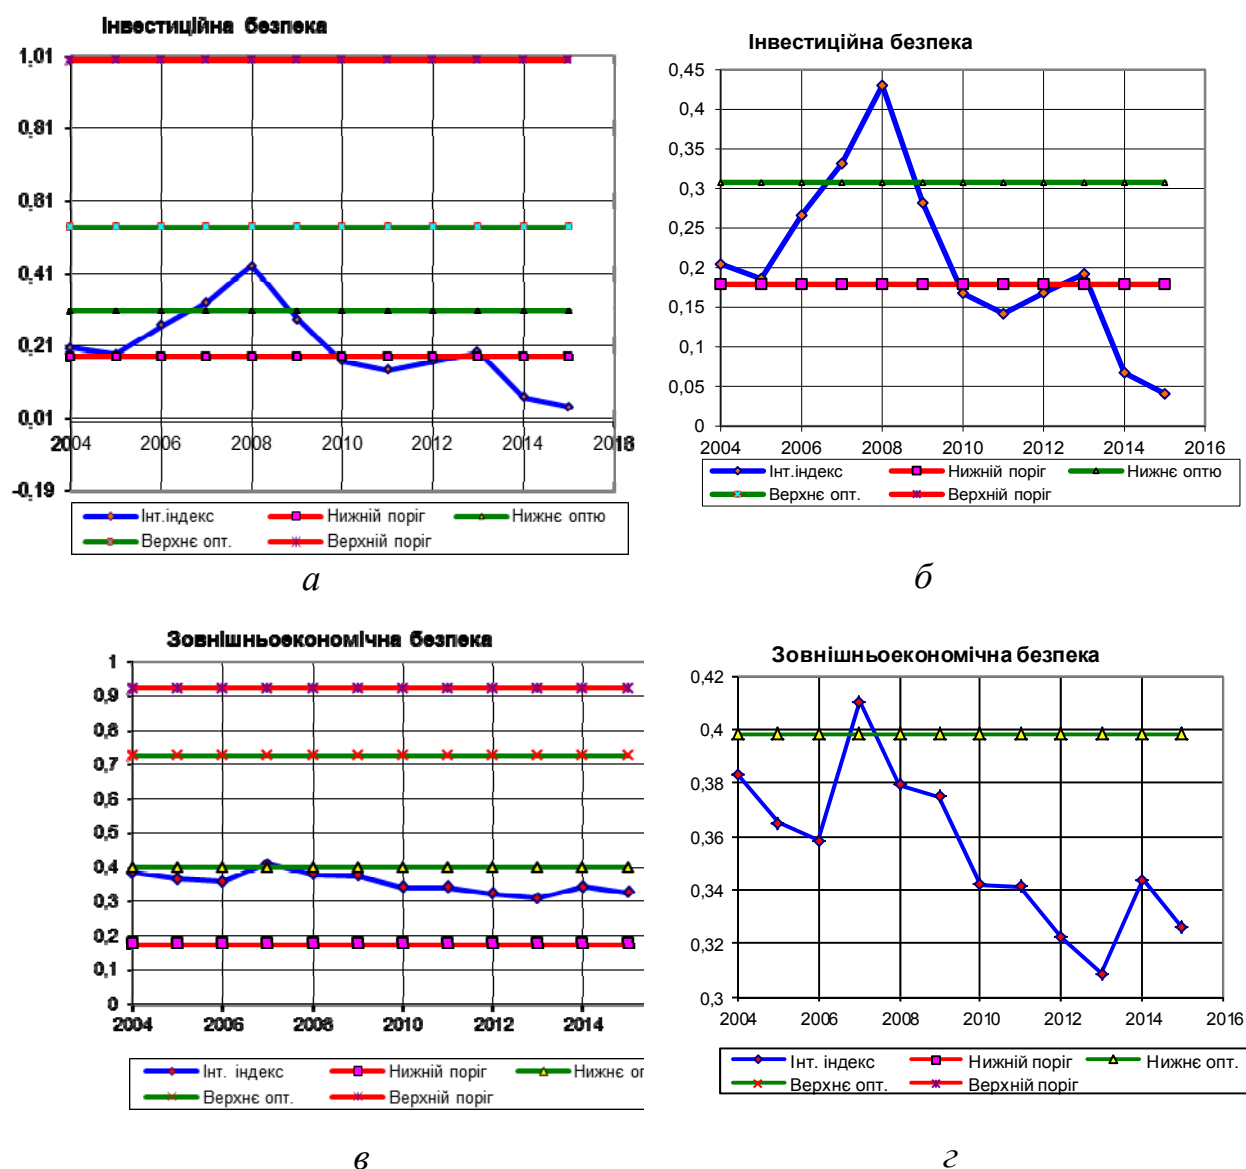 Інвестиційна безпека
1,01
0,81
0,61
0,41
0,21
0,01
-0,19
2004 2006 2008 2010 2012 2014
Інт.індекс Нижній поріг Нижнє оптю
Верхнє опт. Верхній поріг
а
Інвестиційна безпека
0,45
0,4
0,35
0,3
0,25
0,2
0,15
0,1
0,05
0
2004 2006 2008 2010 2012 2014 2016
Інт.індекс Нижній поріг Нижнє оптю
Верхнє опт. Верхній поріг
б
Зовнішньоекономічна безпека
1
0,9
0,8
0,7
0,6
0,5
0,4
0,3
0,2
0,1
0
2004 2006 2008 2010 2012 2014
Інт. індекс Нижній поріг Нижнє оп
Верхнє опт. Верхній поріг
в
Зовнішньоекономічна безпека
0,42
0,4
0,38
0,36
0,34
0,32
0,3
2004 2006 2008 2010 2012 2014 2016
Інт. індекс Нижній поріг Нижнє опт.
Верхнє опт. Верхній поріг
г